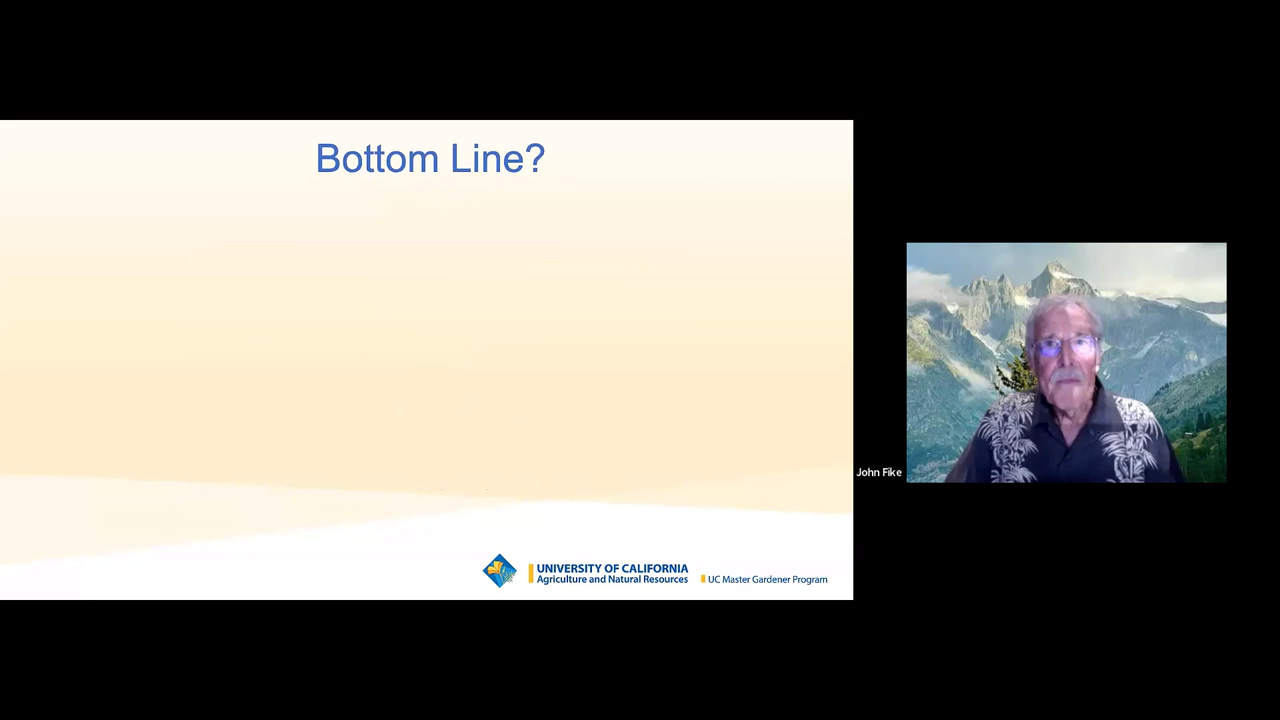 Bottom Line?
John Fike
UNIVERSITY OF CALIFORNIA
Agriculture and Natural Resources
UC Master Gardener Program